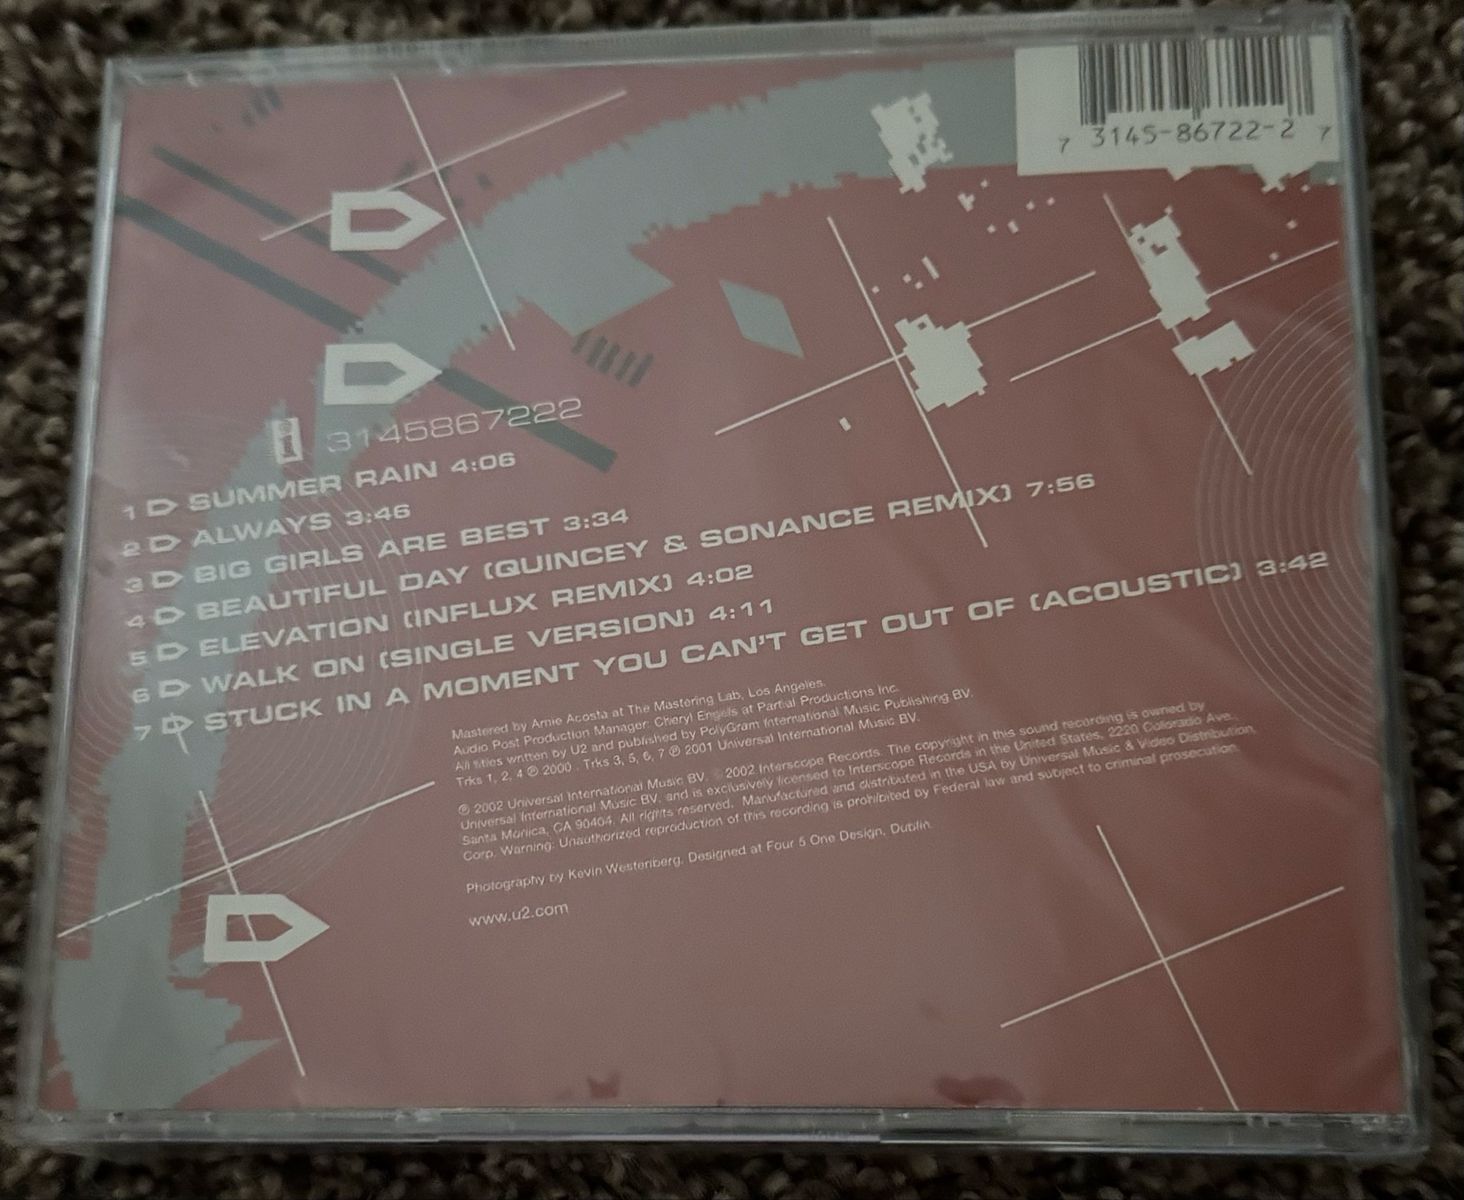 7 3145-86722-2 7
i 3145867222
1 SUMMER RAIN 4:06
2 ALWAYS 3:46
3 BIG GIRLS ARE BEST 3:34
4 BEAUTIFUL DAY (QUINCEY & SONANCE REMIX) 7:56
5 ELEVATION (INFLUX REMIX) 4:02
6 WALK ON (SINGLE VERSION) 4:11
7 STUCK IN A MOMENT YOU CAN'T GET OUT OF (ACOUSTIC) 3:42
Mastered by Arnie Acosta at The Mastering Lab, Los Angeles.
Audio Post Production Manager: Cheryl Engels at Partial Productions Inc.
All titles written by U2 and published by PolyGram International Music Publishing BV.
Trks 1, 2, 4 ℗ 2000 . Trks 3, 5, 6, 7 ℗ 2001 Universal International Music BV.
℗ 2002 Universal International Music BV. 2002 Interscope Records. The copyright in this sound recording is owned by
Universal International Music BV. and is exclusively licensed to Interscope Records in the United States, 2220 Colorado Ave.,
Santa Monica, CA 90404. All rights reserved. Manufactured and distributed in the USA by Universal Music & Video Distribution,
Corp. Warning: Unauthorized reproduction of this recording is prohibited by Federal law and subject to criminal prosecution.
Photography by Kevin Westenberg. Designed at Four 5 One Design, Dublin.
www.u2.com